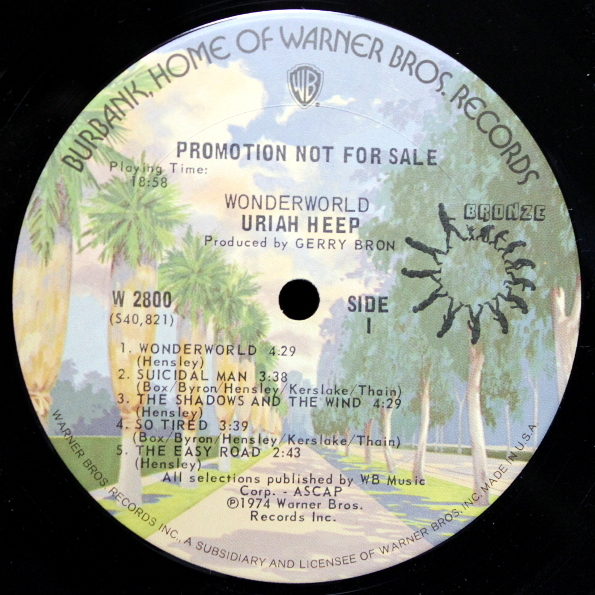 BURBANK, HOME OF WARNER BROS. RECORDS
WB
PROMOTION NOT FOR SALE
Playing Time:
18:58
WONDERWORLD
URIAH HEEP
Produced by GERRY BRON
BRONZE
W 2800
(S40,821)
SIDE
1
1. WONDERWORLD 4:29
(Hensley)
2. SUICIDAL MAN 3:38
(Box/Byron/Hensley/Kerslake/Thain)
3. THE SHADOWS AND THE WIND 4:29
(Hensley)
4. SO TIRED 3:39
(Box/Byron/Hensley/Kerslake/Thain)
5. THE EASY ROAD 2:43
(Hensley)
All selections published by WB Music
Corp. - ASCAP
℗1974 Warner Bros.
Records Inc.
WARNER BROS. RECORDS INC., A SUBSIDIARY AND LICENSEE OF WARNER BROS. INC. MADE IN U.S.A.